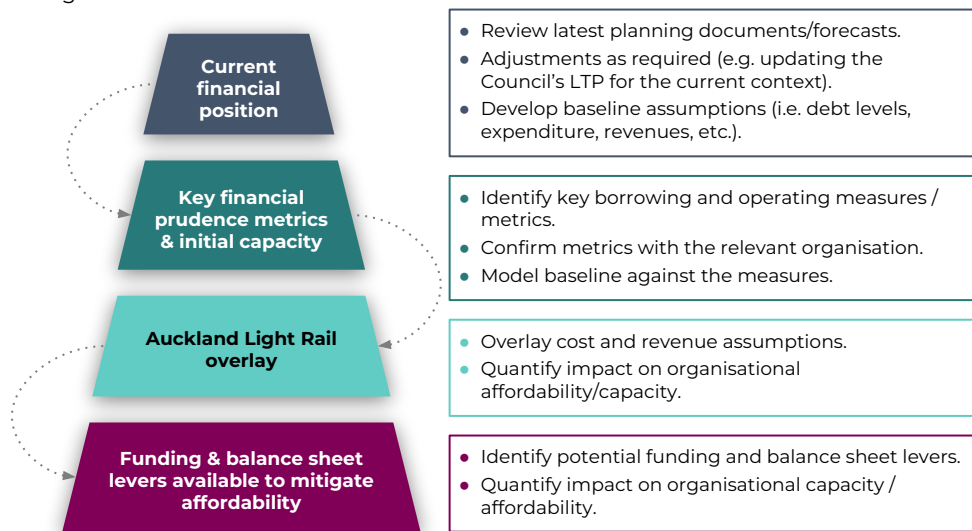 Current
financial
position
● Review latest planning documents/forecasts.
● Adjustments as required (e.g. updating the
Council's LTP for the current context).
● Develop baseline assumptions (i.e. debt levels,
expenditure, revenues, etc.).
Key financial
prudence metrics
& initial capacity
● Identify key borrowing and operating measures /
metrics.
● Confirm metrics with the relevant organisation.
● Model baseline against the measures.
Auckland Light Rail
overlay
● Overlay cost and revenue assumptions.
● Quantify impact on organisational
affordability/capacity.
Funding & balance sheet
levers available to mitigate
affordability
● Identify potential funding and balance sheet levers.
● Quantify impact on organisational capacity /
affordability.